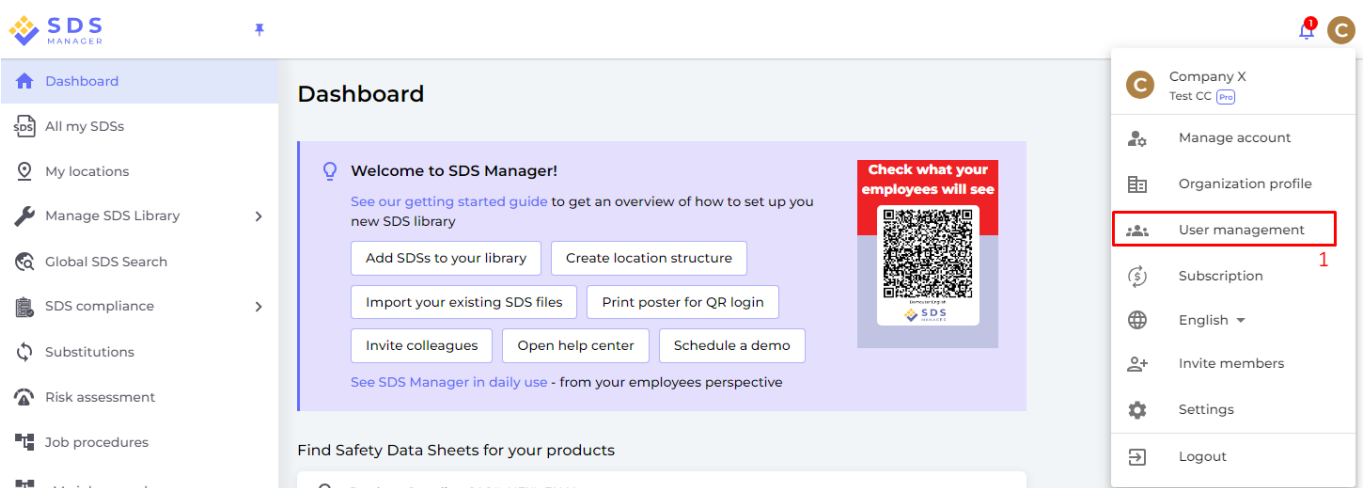 SDS
MANAGER
1
C
Dashboard
SDS
All my SDSs
My locations
Manage SDS Library
Global SDS Search
SDS compliance
Substitutions
Risk assessment
Job procedures
Dashboard
Welcome to SDS Manager!
See our getting started guide to get an overview of how to set up you
new SDS library
Add SDSs to your library
Create location structure
Import your existing SDS files
Print poster for QR login
Invite colleagues
Open help center
Schedule a demo
See SDS Manager in daily use - from your employees perspective
Check what your
employees will see
SDS
MANAGER
Find Safety Data Sheets for your products
C
Company X
Test CC Pro
Manage account
Organization profile
User management
1
Subscription
English
Invite members
Settings
Logout